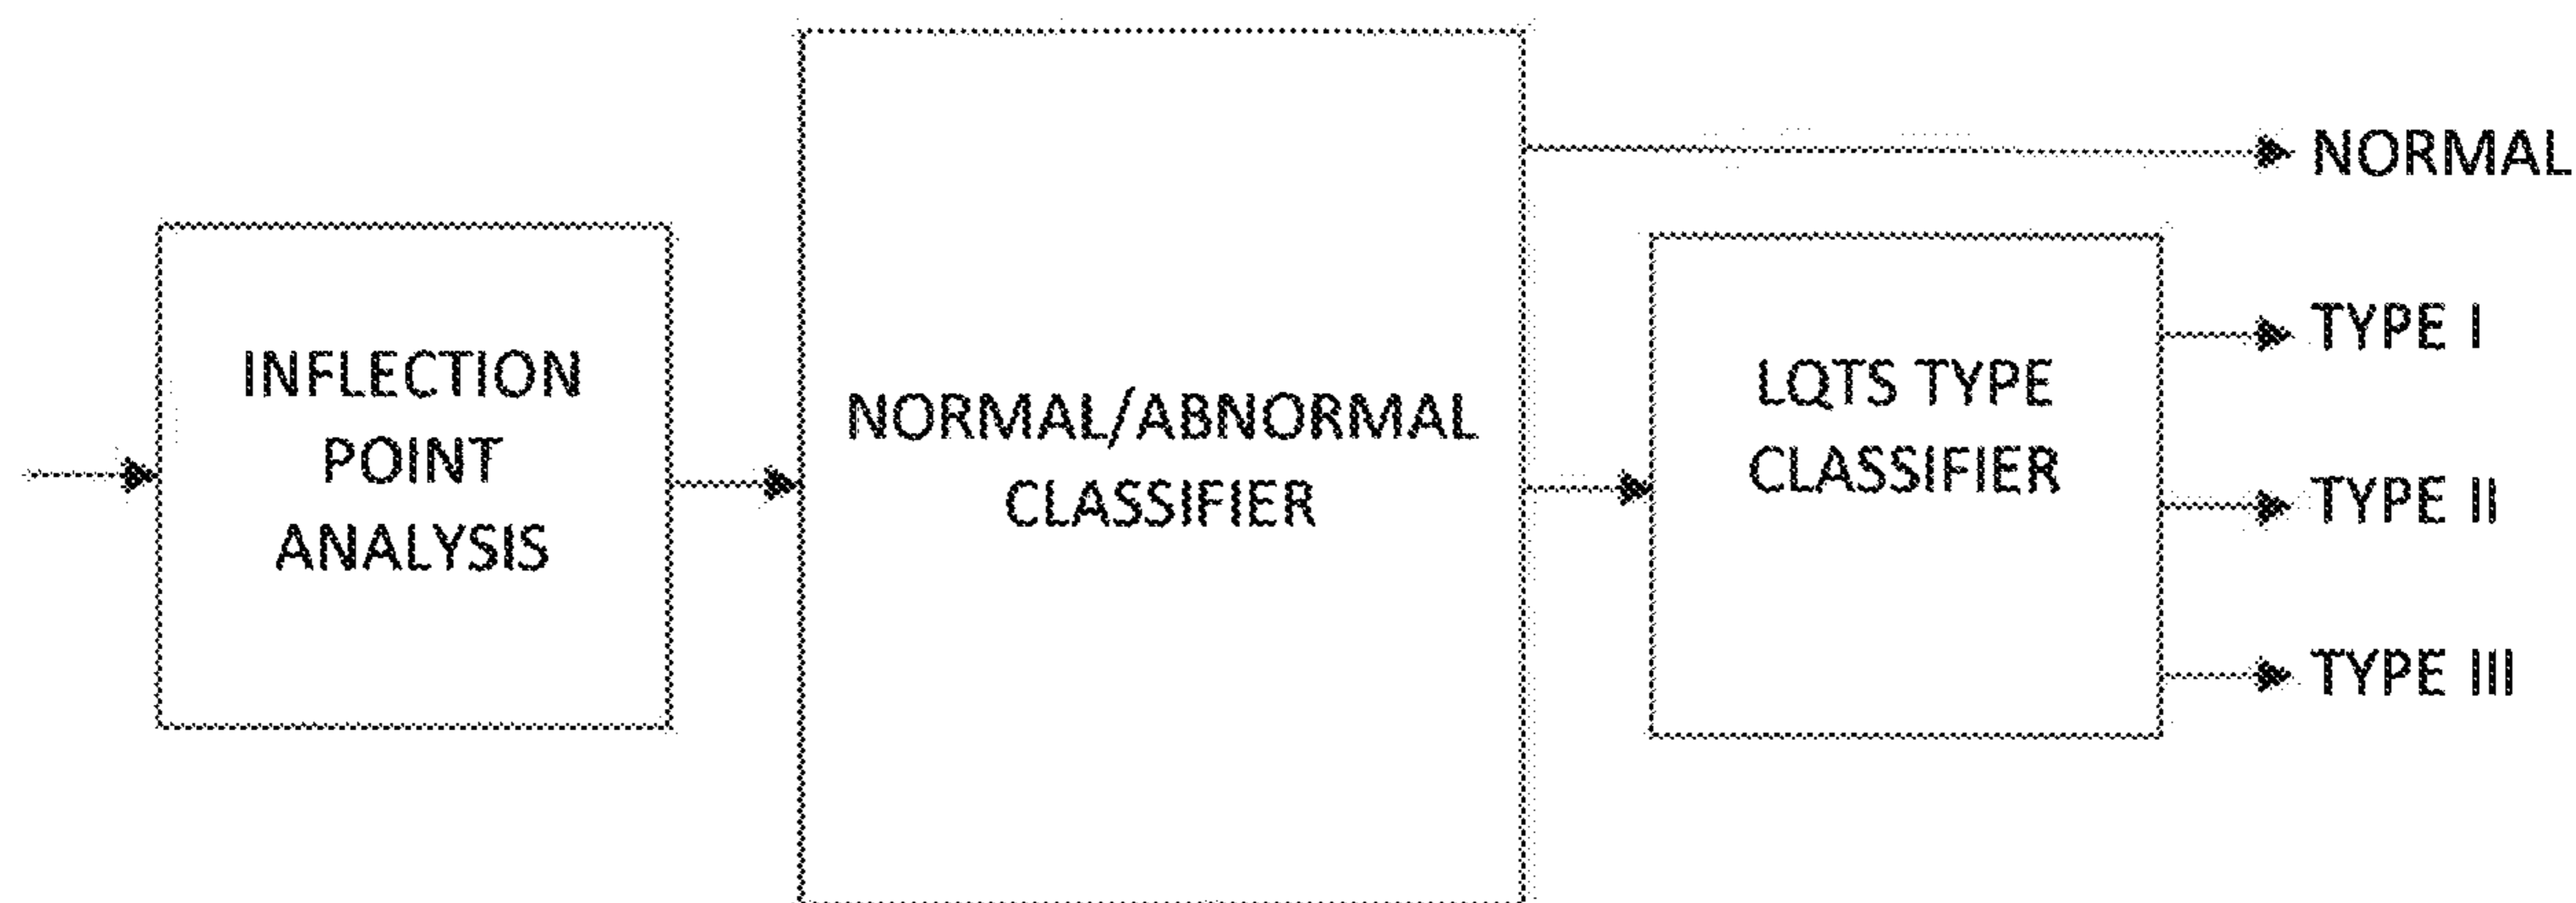 INFLECTION
POINT
ANALYSIS
NORMAL/ABNORMAL
CLASSIFIER
LQTS TYPE
CLASSIFIER
NORMAL
TYPE I
TYPE II
TYPE III